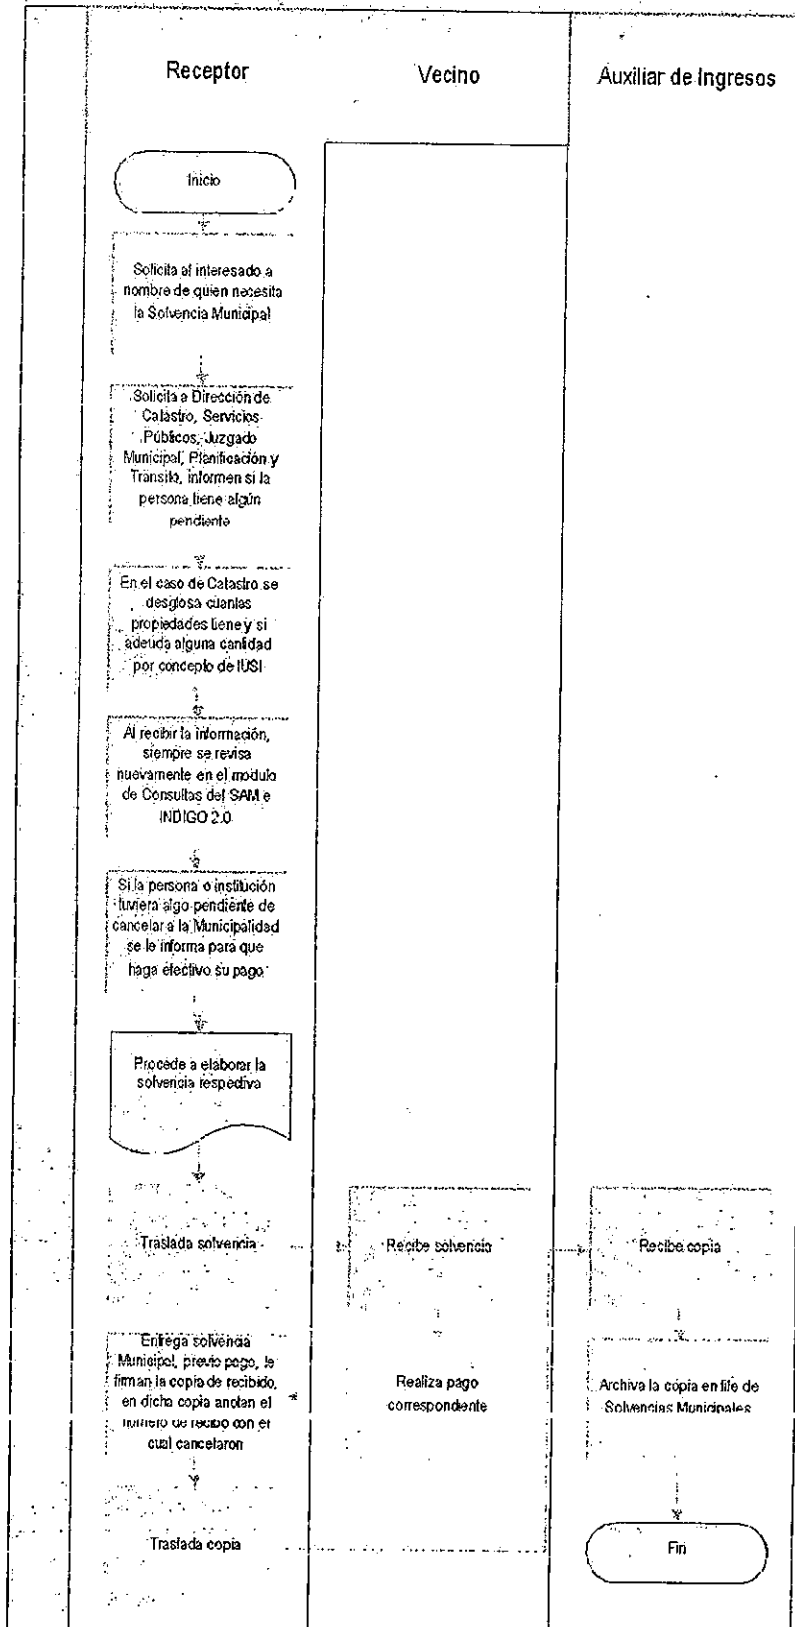 Receptor
Vecino
Auxiliar de Ingresos
Inicio
Solicita al interesado a
nombre de quien necesita
la Solvencia Municipal
Solicita a Dirección de
Catastro, Servicios
Públicos, Juzgado
Municipal, Planificación y
Transito, informen si la
persona tiene algún
pendiente
En el caso de Catastro se
desglosa cuantas
propiedades tiene y si
adeuda alguna cantidad
por concepto de IUSI
Al recibir la información,
siempre se revisa
nuevamente en el modulo
de Consultas del SAM e
INDIGO 2.0
Si la persona o institución
tuviera algo pendiente de
cancelar a la Municipalidad
se le informa para que
haga efectivo su pago
Procede a elaborar la
solvencia respectiva
Traslada solvencia
Recibe solvencia
Recibe copia
Entrega solvencia
Municipal, previo pago, le
firman la copia de recibido,
en dicha copia anotan el
numero de recibo con el
cual cancelaron
Realiza pago
correspondiente
Archiva la copia en life de
Solvencias Municipales
Traslada copia
Fin